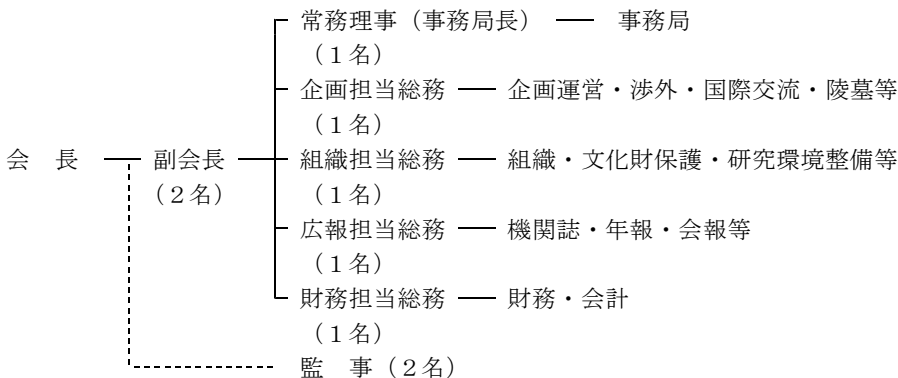 常務理事（事務局長） 事務局
（１名）
企画担当総務 企画運営・渉外・国際交流・陵墓等
（１名）
会　長 副会長 組織担当総務 組織・文化財保護・研究環境整備等
（２名） （１名）
広報担当総務 機関誌・年報・会報等
（１名）
財務担当総務 財務・会計
（１名）
監　事（２名）